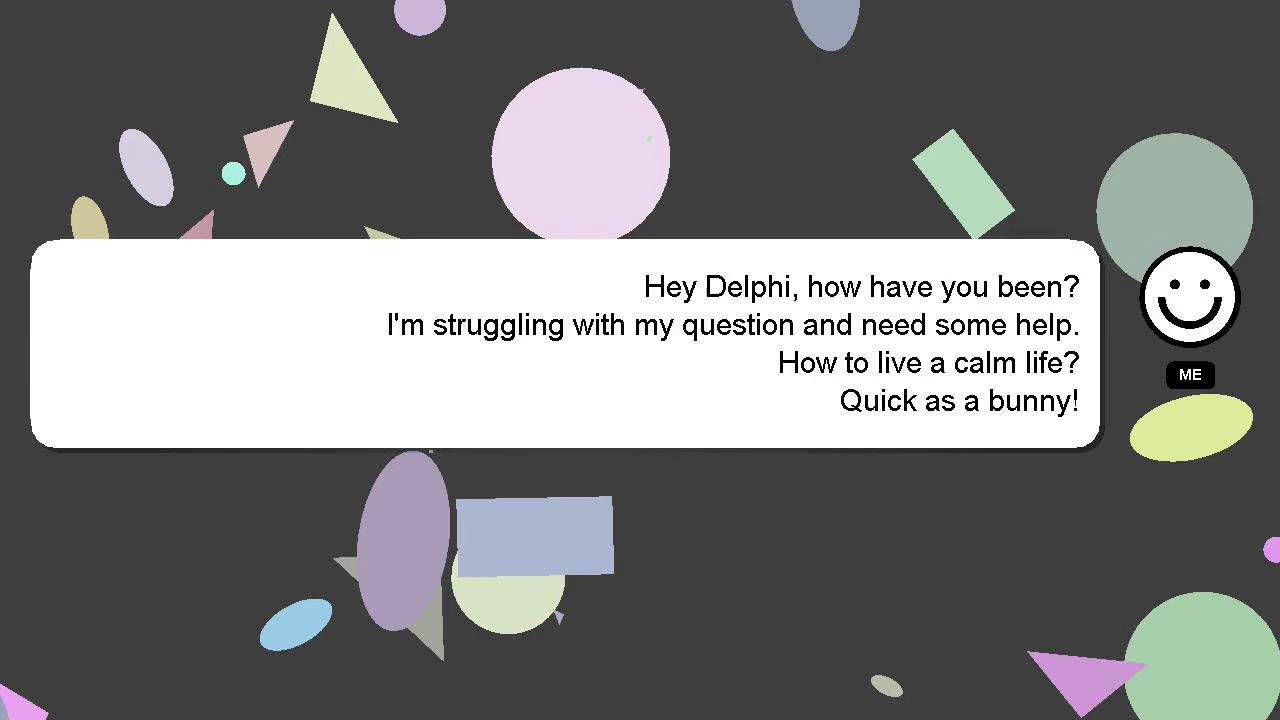 Hey Delphi, how have you been?
I'm struggling with my question and need some help.
How to live a calm life?
Quick as a bunny!
ME